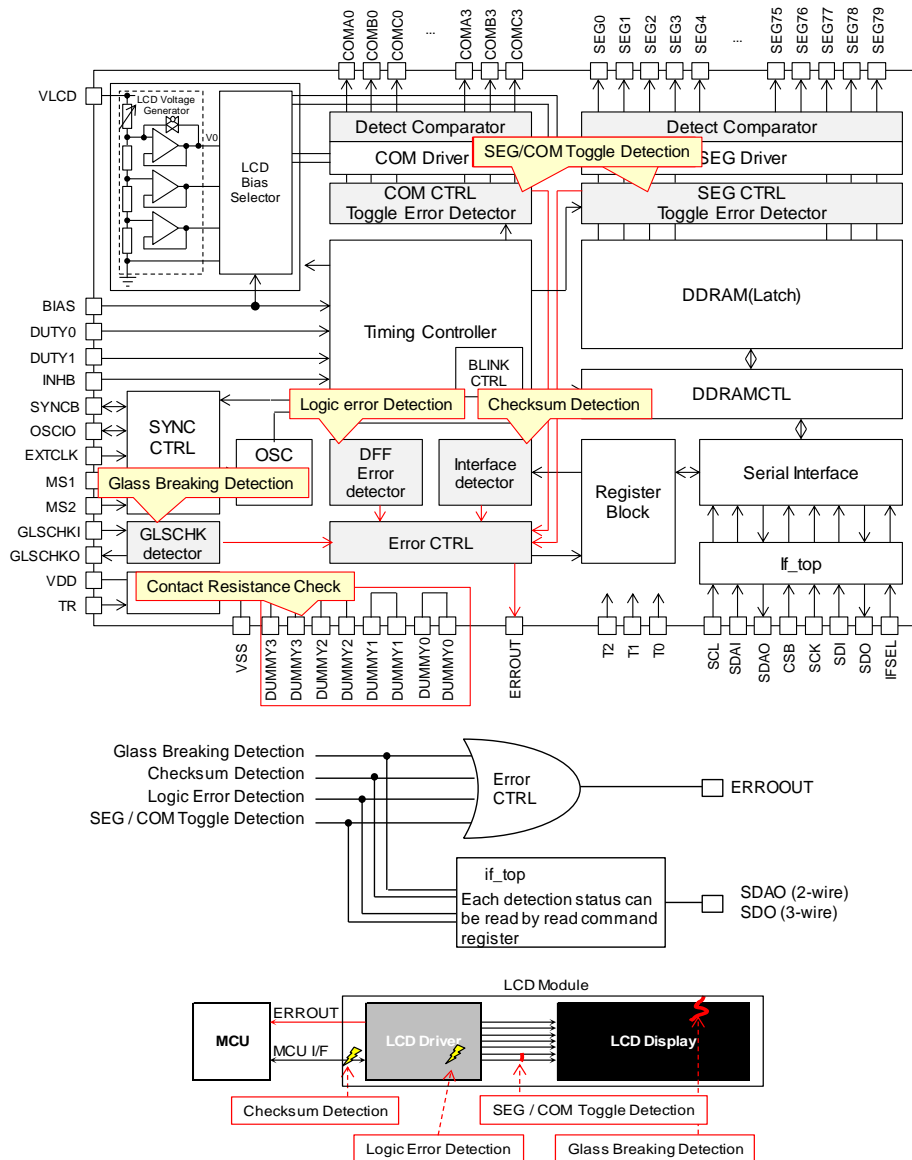 COMA0
COMB0
COMC0
...
COMA3
COMB3
COMC3
SEG0
SEG1
SEG2
SEG3
SEG4
...
SEG75
SEG76
SEG77
SEG78
SEG79
VLCD
LCD Voltage
Generator
V0
LCD
Bias
Selector
Detect Comparator
COM Driver
COM CTRL
Toggle Error Detector
SEG/COM Toggle Detection
Detect Comparator
SEG Driver
SEG CTRL
Toggle Error Detector
BIAS
DUTY0
DUTY1
INHB
SYNCB
OSCIO
EXTCLK
MS1
MS2
GLSCHKI
GLSCHKO
VDD
TR
Timing Controller
BLINK
CTRL
DDRAM(Latch)
DDRAMCTL
Logic error Detection
Checksum Detection
SYNC
CTRL
OSC
DFF
Error
detector
Interface
detector
Register
Block
Serial Interface
Glass Breaking Detection
GLSCHK
detector
Error CTRL
If_top
Contact Resistance Check
VSS
DUMMY3
DUMMY3
DUMMY2
DUMMY2
DUMMY1
DUMMY1
DUMMY0
DUMMY0
ERROUT
T2
T1
T0
SCL
SDAI
SDAO
CSB
SCK
SDI
SDO
IFSEL
Glass Breaking Detection
Checksum Detection
Logic Error Detection
SEG / COM Toggle Detection
Error
CTRL
ERROOUT
if_top
Each detection status can
be read by read command
register
SDAO (2-wire)
SDO (3-wire)
LCD Module
MCU
ERROUT
MCU I/F
LCD Driver
LCD Display
Checksum Detection
SEG / COM Toggle Detection
Logic Error Detection
Glass Breaking Detection